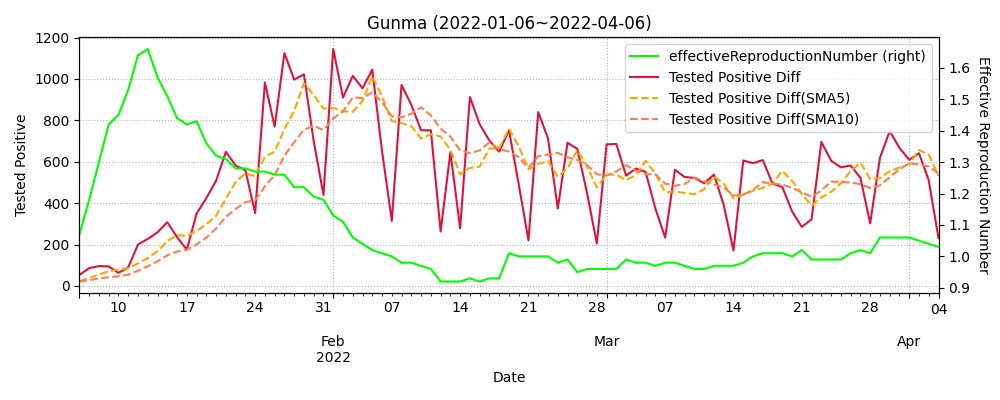 Gunma (2022-01-06~2022-04-06)
effectiveReproductionNumber (right)
Tested Positive Diff
Tested Positive Diff(SMA5)
Tested Positive Diff(SMA10)
Tested Positive
1200
1000
800
600
400
200
0
Effective Reproduction Number
1.6
1.5
1.4
1.3
1.2
1.1
1.0
0.9
10 17 24 31 07 14 21 28 07 14 21 28 04
Feb Mar Apr
2022
Date